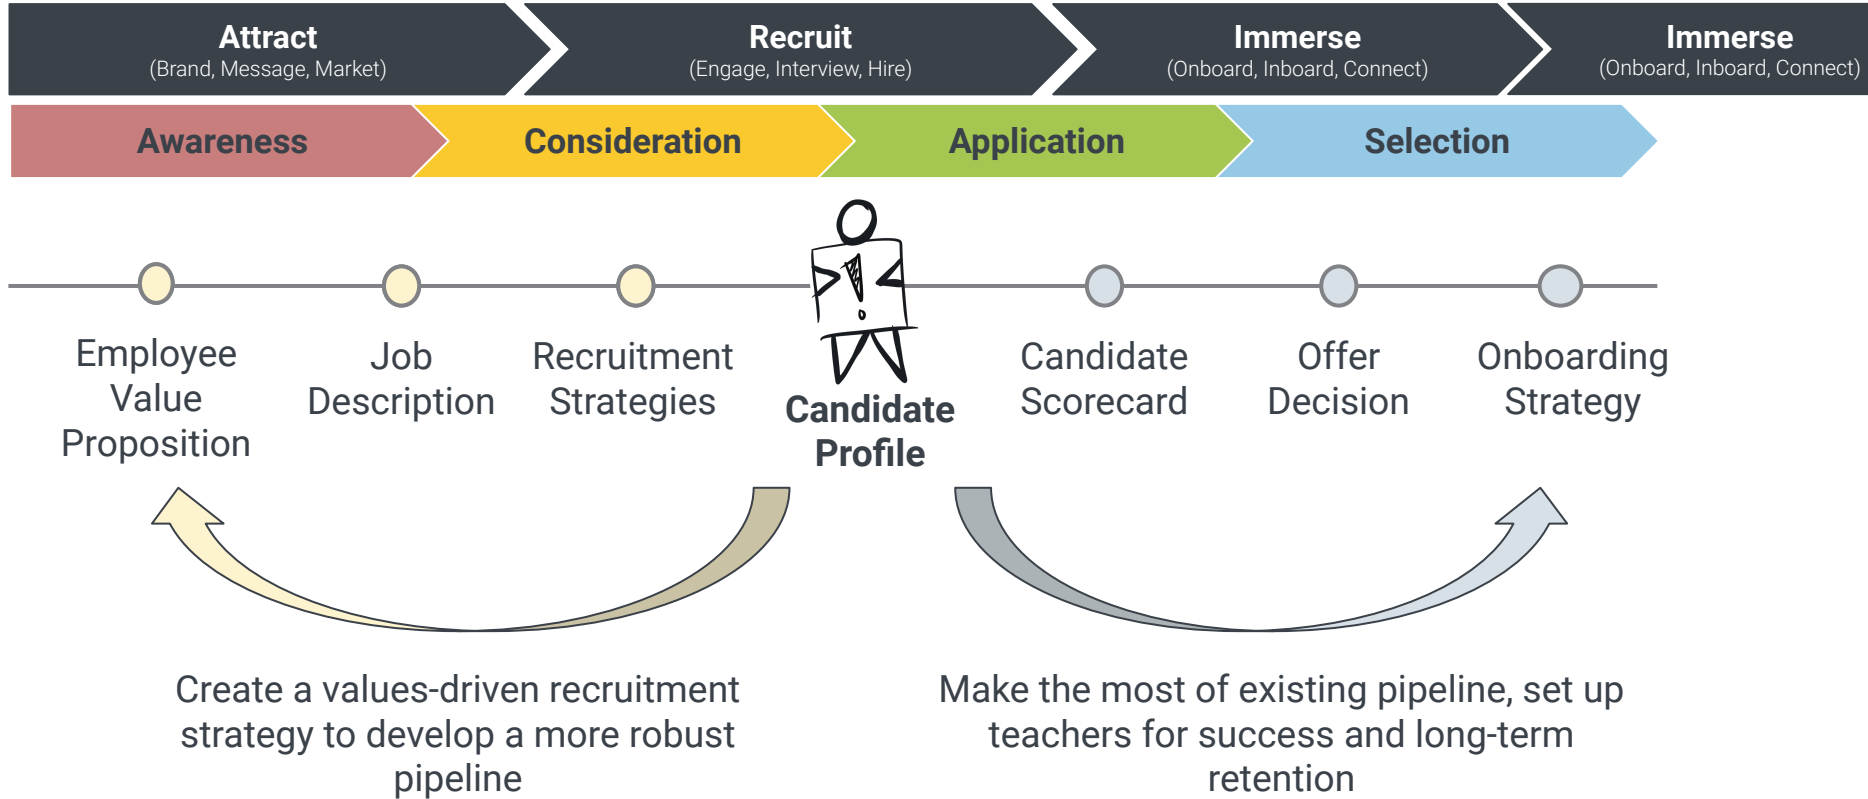 Attract
(Brand, Message, Market)
Recruit
(Engage, Interview, Hire)
Immerse
(Onboard, Inboard, Connect)
Immerse
(Onboard, Inboard, Connect)
Awareness
Consideration
Application
Selection
Employee
Value
Proposition
Job
Description
Recruitment
Strategies
Candidate
Profile
Candidate
Scorecard
Offer
Decision
Onboarding
Strategy
Create a values-driven recruitment
strategy to develop a more robust
pipeline
Make the most of existing pipeline, set up
teachers for success and long-term
retention